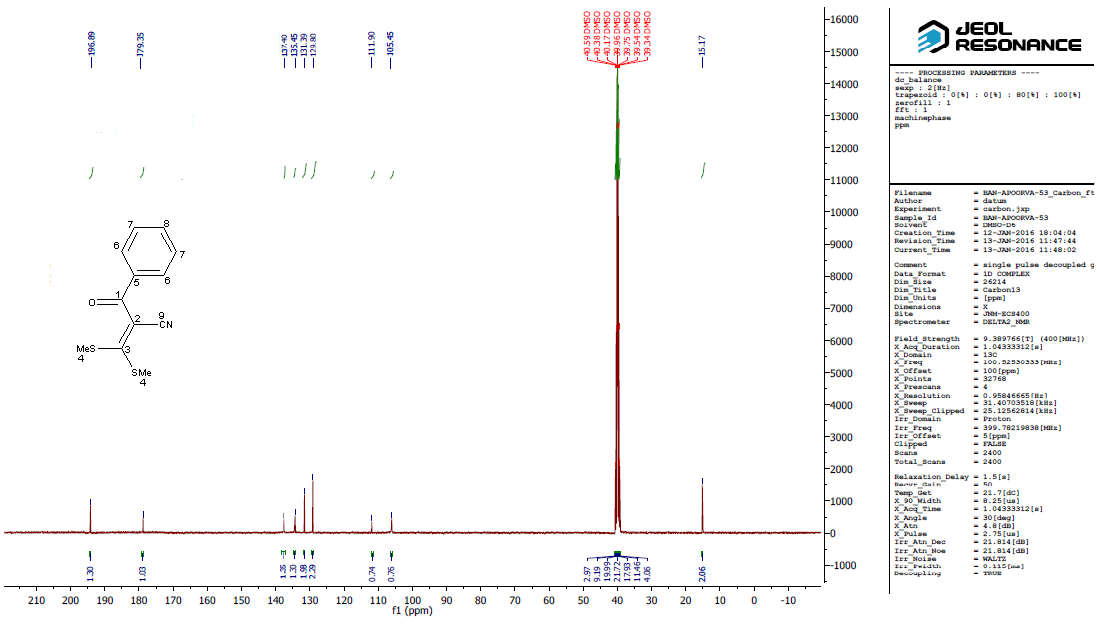 196.89
179.35
137.40
135.45
131.39
129.80
111.90
105.45
40.59 DMSO
40.38 DMSO
40.17 DMSO
39.96 DMSO
39.75 DMSO
39.54 DMSO
39.34 DMSO
15.17
16000
15000
14000
13000
12000
11000
10000
9000
8000
7000
6000
5000
4000
3000
2000
1000
0
-1000
8
7
7
6
6
5
1
O
2
9
CN
3
MeS
4
SMe
4
1.30
1.03
1.30
1.98
2.29
0.74
0.76
2.97
9.19
19.99
21.72
17.93
11.46
4.06
2.06
210 200 190 180 170 160 150 140 130 120 110 100 90 80 70 60 50 40 30 20 10 0 -10
f1 (ppm)
JEOL
RESONANCE
---- PROCESSING PARAMETERS ----
dc_balance
sexp : 2[Hz]
trapezoid : 0[%] : 0[%] : 80[%] : 100[%]
zerofill : 1
fft : 1
machinephase
ppm
Filename = BAN-APOORVA-53_Carbon_ft
Author = datum
Experiment = carbon.jxp
Sample_Id = BAN-APOORVA-53
Solvent = DMSO-D6
Creation_Time = 12-JAN-2016 18:04:04
Revision_Time = 13-JAN-2016 11:47:44
Current_Time = 13-JAN-2016 11:48:02
Comment = single pulse decoupled g
Data_Format = 1D COMPLEX
Dim_Size = 26214
Dim_Title = Carbon13
Dim_Units = [ppm]
Dimensions = X
Site = JNM-ECS400
Spectrometer = DELTA2_NMR
Field_Strength = 9.389766[T] (400[MHz])
X_Acq_Duration = 1.04333312[s]
X_Domain = 13C
X_Freq = 100.52530333[MHz]
X_Offset = 100[ppm]
X_Points = 32768
X_Prescans = 4
X_Resolution = 0.95846665[Hz]
X_Sweep = 31.40703518[kHz]
X_Sweep_Clipped = 25.12562814[kHz]
Irr_Domain = Proton
Irr_Freq = 399.78219838[MHz]
Irr_Offset = 5[ppm]
Clipped = FALSE
Scans = 2400
Total_Scans = 2400
Relaxation_Delay = 1.5[s]
Recvr_Gain = 50
Temp_Get = 21.7[dC]
X_90_Width = 8.25[us]
X_Acq_Time = 1.04333312[s]
X_Angle = 30[deg]
X_Atn = 4.8[dB]
X_Pulse = 2.75[us]
Irr_Atn_Dec = 21.814[dB]
Irr_Atn_Noe = 21.814[dB]
Irr_Noise = WALTZ
Irr_Pwidth = 0.115[ms]
Decoupling = TRUE